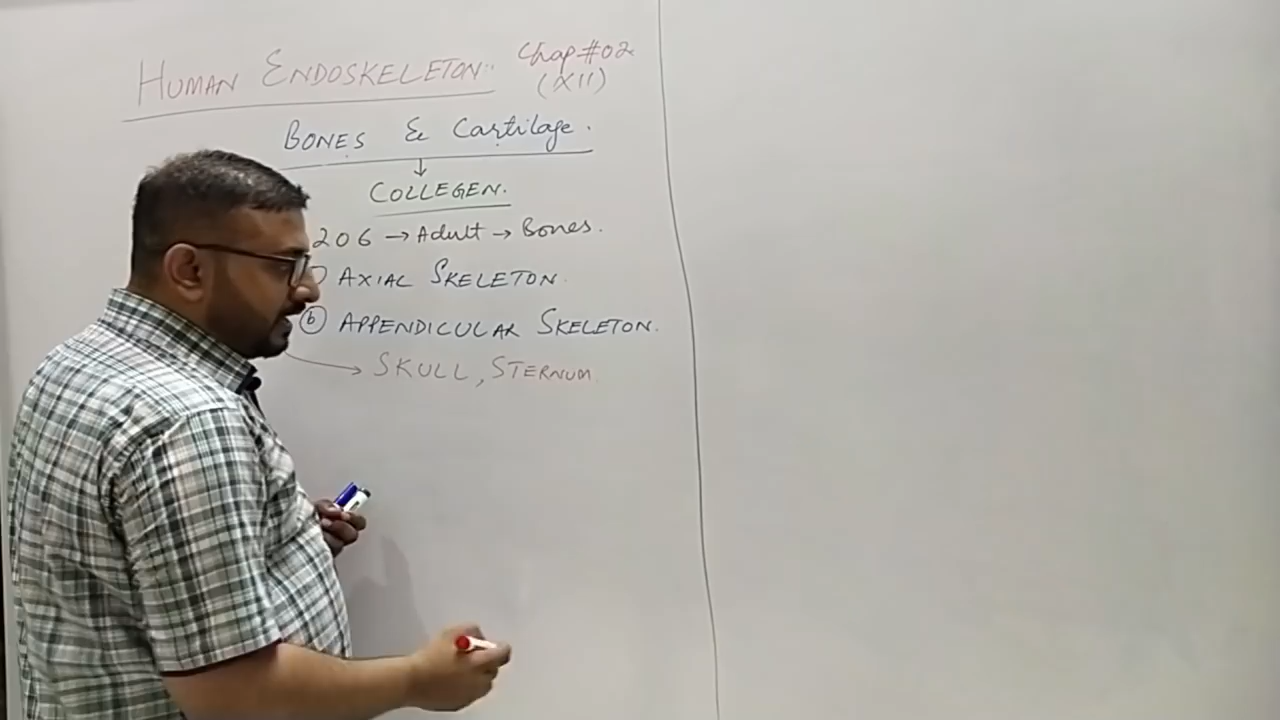 HUMAN ENDOSKELETON:- Chap#02
(XII)
BONES & Cartilage.
↓
COLLEGEN.
206 → Adult → Bones.
) AXIAL SKELETON.
(b) APPENDICULAR SKELETON.
→ SKULL, STERNUM